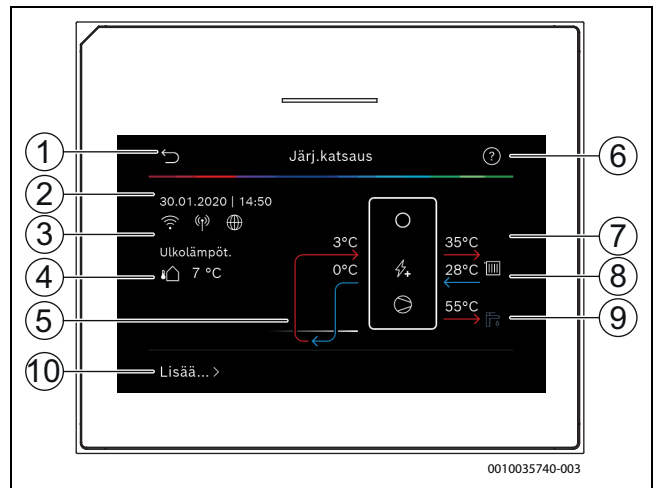 1
2
3
4
5
10
Järj.katsaus
?
30.01.2020 | 14:50
Ulkolämpöt.
7 °C
3°C
0°C
35°C
28°C
55°C
Lisää... >
6
7
8
9
0010035740-003